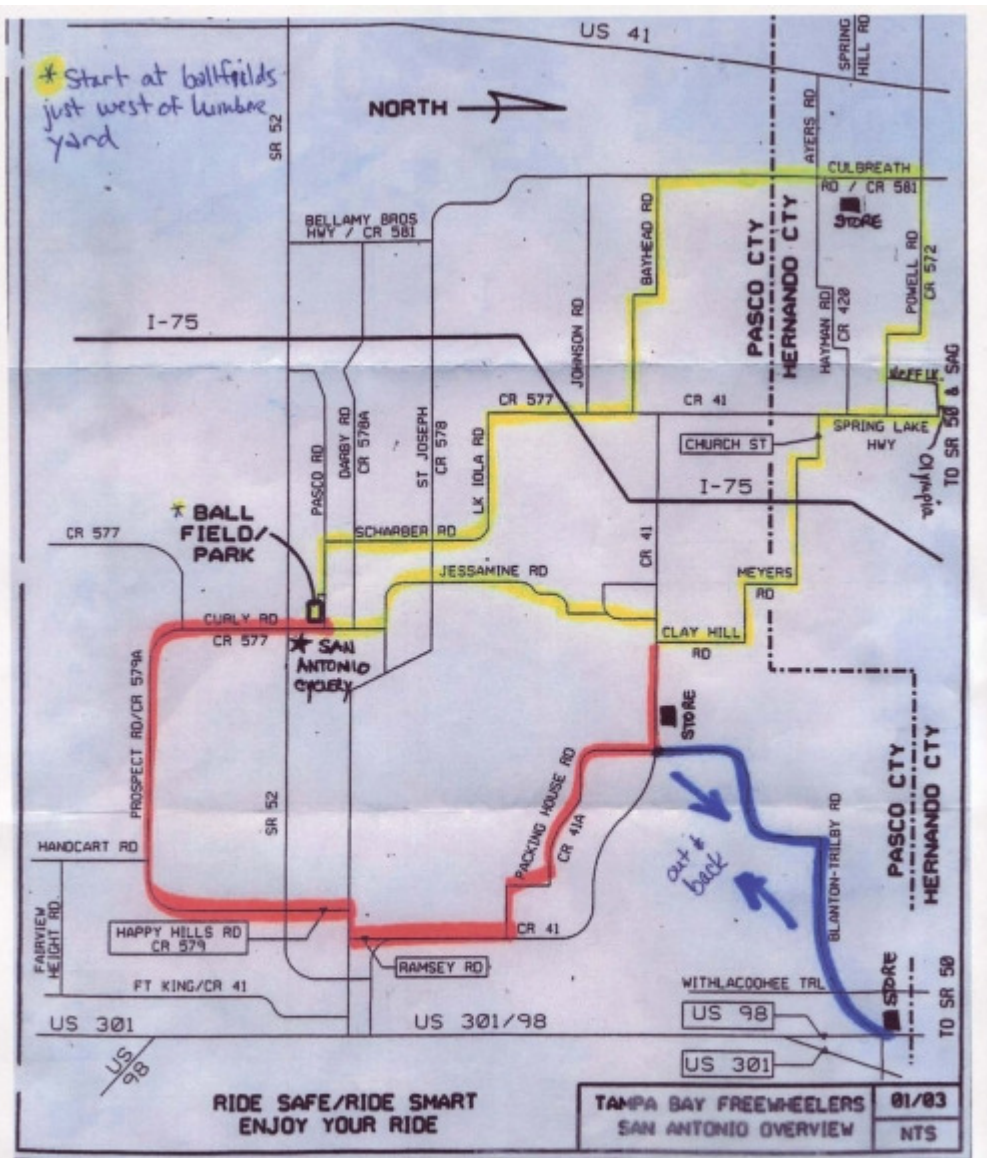 US 41
SPRING
HILL RD
* Start at ballfields
just west of lumbre
yard
NORTH
SR 52
AYERS RD
CULBREATH
RD / CR 581
STORE
BELLAMY BROS
HWY / CR 581
BAYHEAD RD
PASCO CTY
HERNANDO CTY
POWELL RD
CR 572
I-75
JOHNSON RD
HAYMAN RD
CR 420
CR 577
CR 41
SPRING LAKE
HWY
TO SR 50 & SAG
Olympia
CHURCH ST
PASCO RD
DARBY RD
CR 578A
ST JOSEPH
CR 578
LK IOLA RD
I-75
* BALL
FIELD/
PARK
CR 577
SCHARBER RD
CR 41
JESSAMINE RD
MEYERS
RD
CURLY RD
CR 577
* SAN
ANTONIO
CLAY HILL
RD
STORE
PROSPECT RD/CR 579A
SR 52
PACKING HOUSE RD
CR 41A
out &
back
BLANTON-TRILBY RD
PASCO CTY
HERNANDO CTY
HANDCART RD
FAIRVIEW
HEIGHT RD
HAPPY HILLS RD
CR 579
CR 41
RAMSEY RD
FT KING/CR 41
WITHLACOOHEE TRL
STORE
TO SR 50
US 301
US 301/98
US 98
US 301
US
98
RIDE SAFE/RIDE SMART
ENJOY YOUR RIDE
TAMPA BAY FREEWHEELERS
SAN ANTONIO OVERVIEW
01/03
NTS